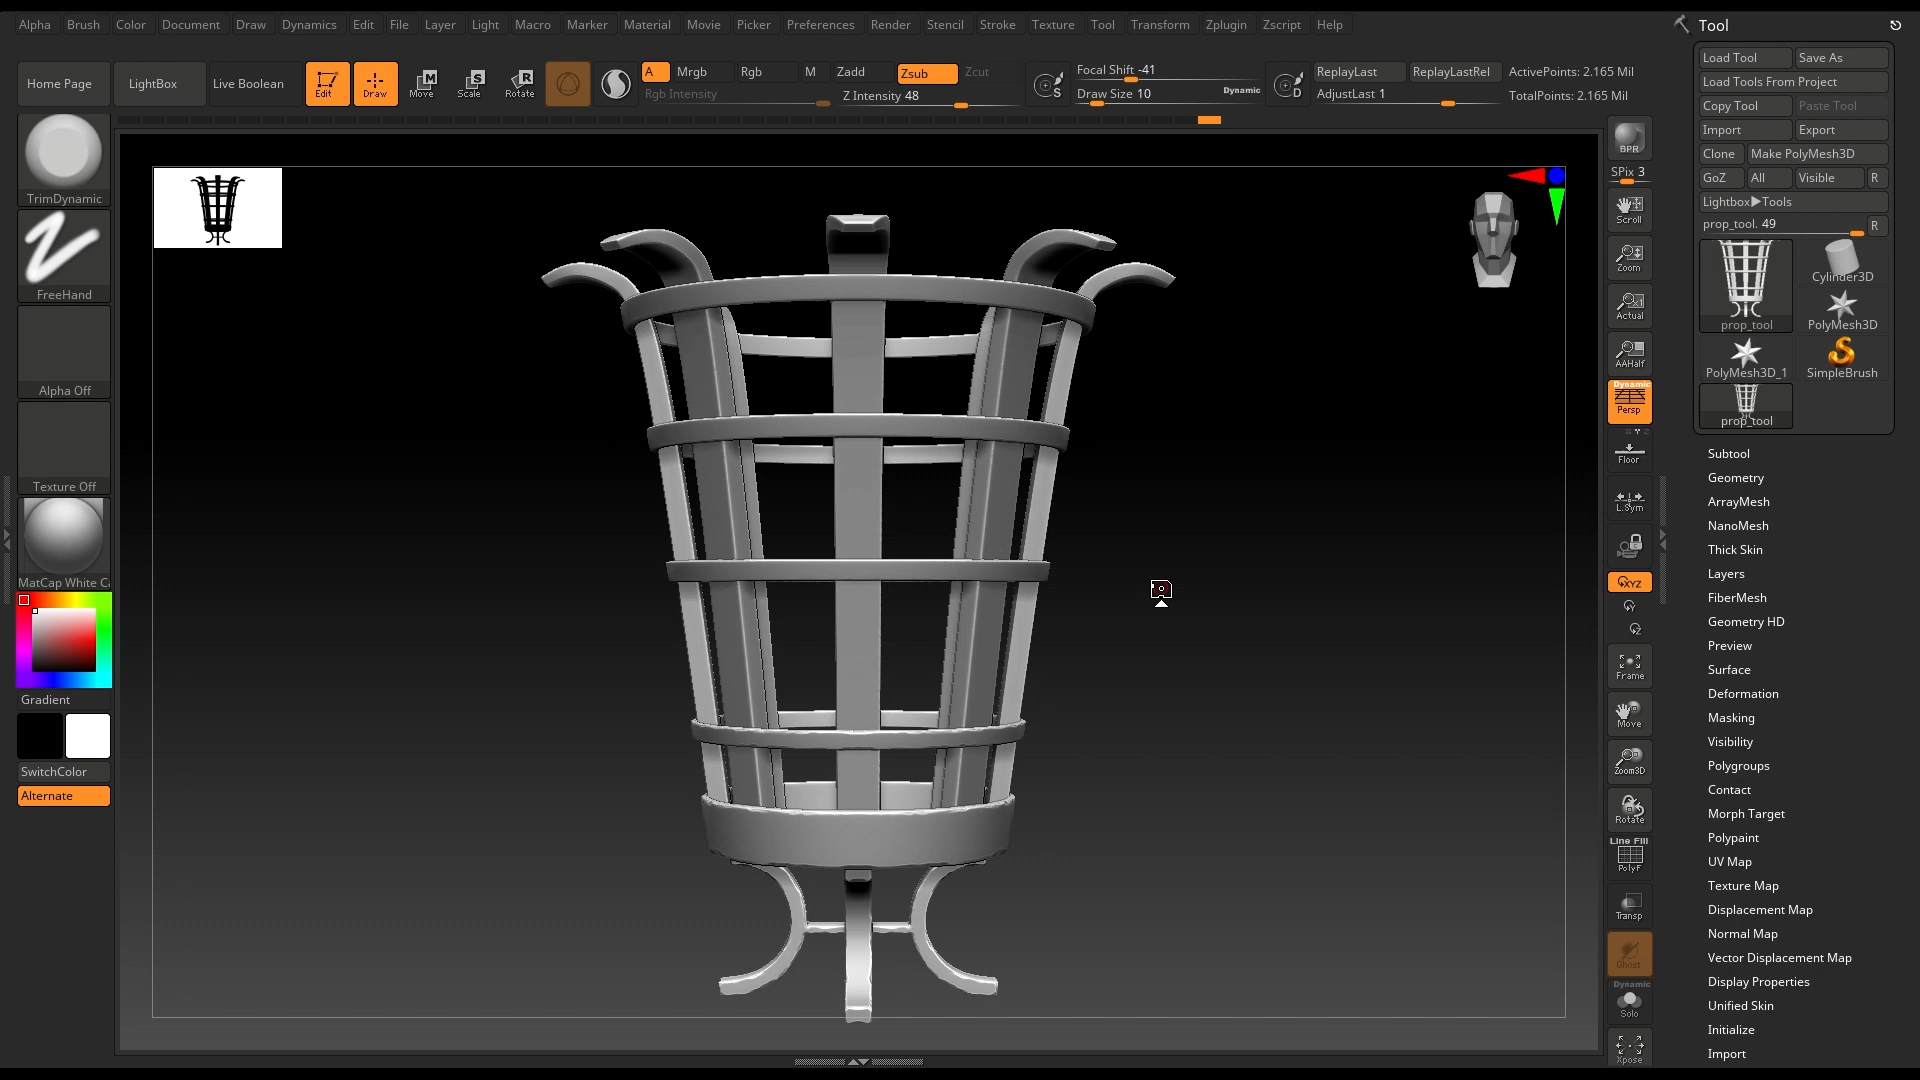 Alpha Brush Color Document Draw Dynamics Edit File Layer Light Macro Marker Material Movie Picker Preferences Render Stencil Stroke Texture Tool Transform Zplugin Zscript Help
Tool
Home Page
LightBox
Live Boolean
Edit
Draw
Move
M
Scale
S
Rotate
R
A
Mrgb
Rgb
M
Zadd
Zsub
Zcut
Rgb Intensity
Z Intensity 48
S
Focal Shift -41
Draw Size 10
Dynamic
D
ReplayLast
ReplayLastRel
AdjustLast 1
ActivePoints: 2.165 Mil
TotalPoints: 2.165 Mil
TrimDynamic
FreeHand
Alpha Off
Texture Off
MatCap White Ca
Gradient
SwitchColor
Alternate
BPR
SPix 3
Scroll
Zoom
Actual
AAHalf
Dynamic
Persp
Floor
L.Sym
XYZ
Y
Z
Frame
Move
Zoom3D
Rotate
Line Fill
PolyF
Transp
Ghost
Dynamic
Solo
Xpose
Load Tool
Save As
Load Tools From Project
Copy Tool
Paste Tool
Import
Export
Clone
Make PolyMesh3D
GoZ
All
Visible
R
Lightbox▶Tools
prop_tool. 49
R
prop_tool
Cylinder3D
PolyMesh3D
PolyMesh3D_1
SimpleBrush
prop_tool
Subtool
Geometry
ArrayMesh
NanoMesh
Thick Skin
Layers
FiberMesh
Geometry HD
Preview
Surface
Deformation
Masking
Visibility
Polygroups
Contact
Morph Target
Polypaint
UV Map
Texture Map
Displacement Map
Normal Map
Vector Displacement Map
Display Properties
Unified Skin
Initialize
Import